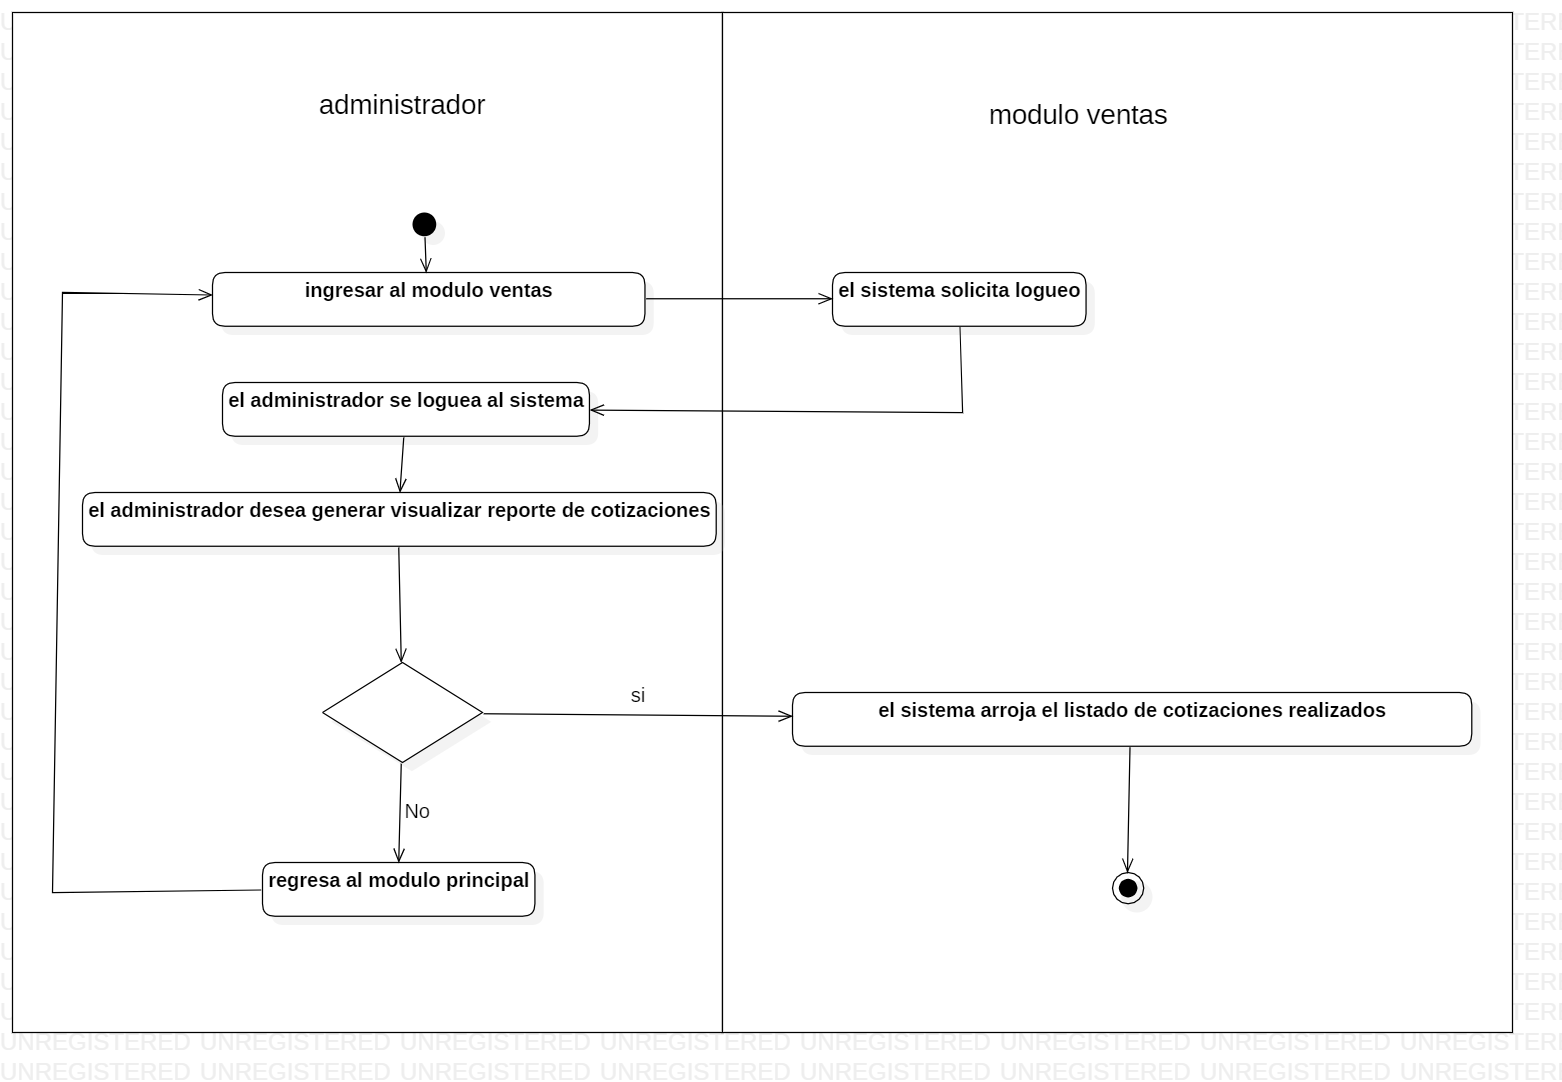 administrador
modulo ventas
ingresar al modulo ventas
el sistema solicita logueo
el administrador se loguea al sistema
el administrador desea generar visualizar reporte de cotizaciones
si
el sistema arroja el listado de cotizaciones realizados
No
regresa al modulo principal
UNREGISTERED UNREGISTERED UNREGISTERED UNREGISTERED UNREGISTERED UNREGISTERED UNREGISTERED
UNREGISTERED UNREGISTERED UNREGISTERED UNREGISTERED UNREGISTERED UNREGISTERED UNREGISTERED